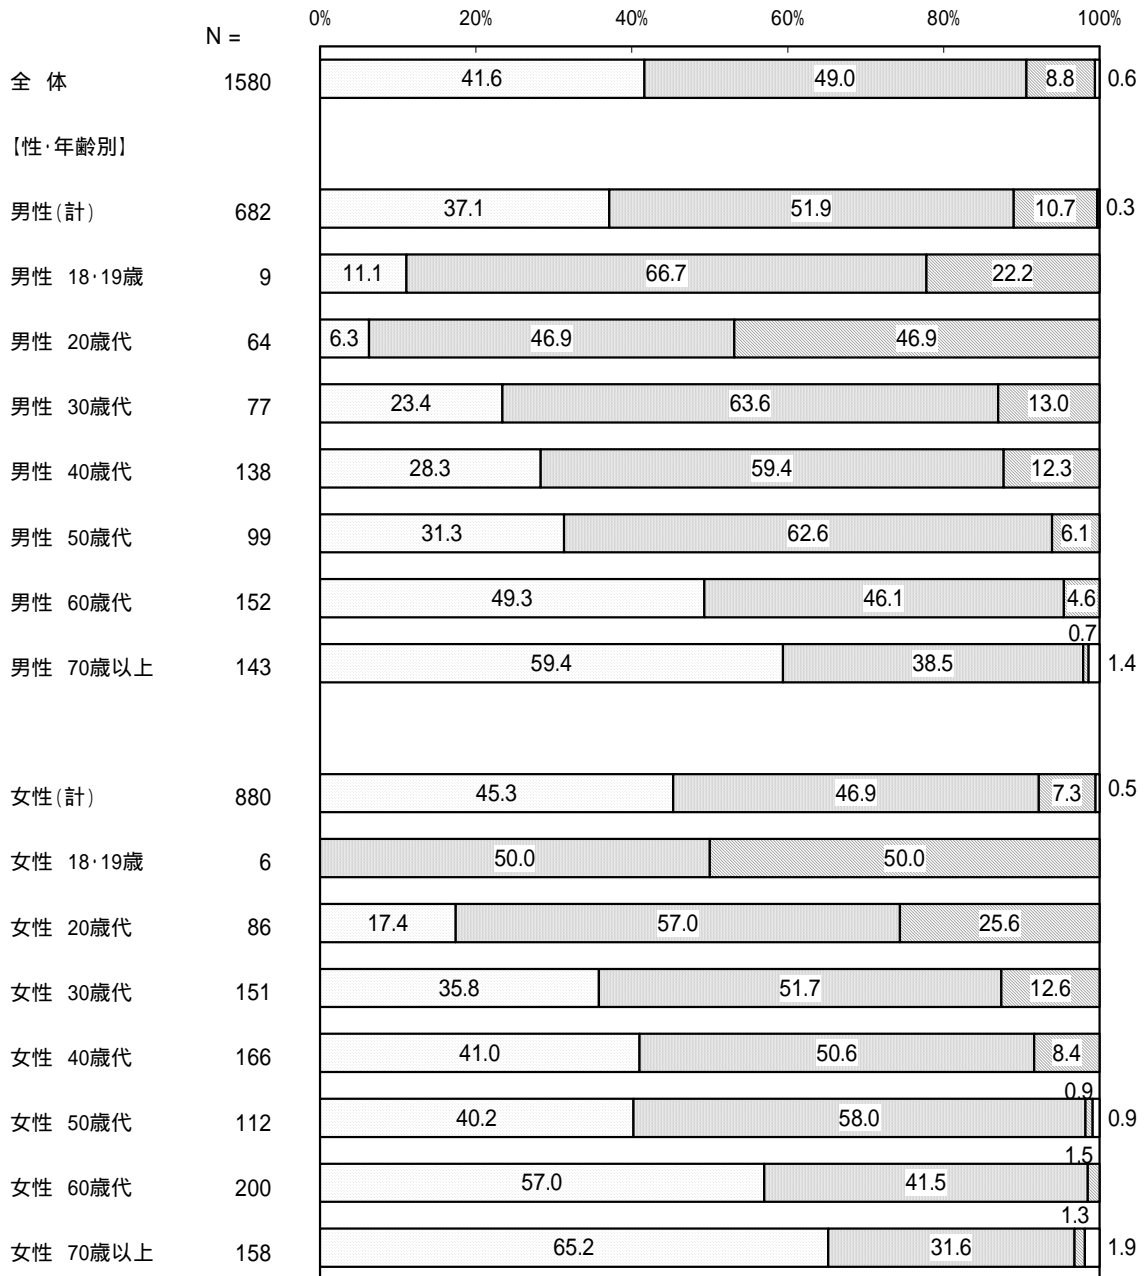 0% 20% 40% 60% 80% 100%
N =
全 体 1580 41.6 49.0 8.8 0.6
【性・年齢別】
男性(計) 682 37.1 51.9 10.7 0.3
男性 18・19歳 9 11.1 66.7 22.2
男性 20歳代 64 6.3 46.9 46.9
男性 30歳代 77 23.4 63.6 13.0
男性 40歳代 138 28.3 59.4 12.3
男性 50歳代 99 31.3 62.6 6.1
男性 60歳代 152 49.3 46.1 4.6
0.7
男性 70歳以上 143 59.4 38.5 1.4
女性(計) 880 45.3 46.9 7.3 0.5
女性 18・19歳 6 50.0 50.0
女性 20歳代 86 17.4 57.0 25.6
女性 30歳代 151 35.8 51.7 12.6
女性 40歳代 166 41.0 50.6 8.4
0.9
女性 50歳代 112 40.2 58.0 0.9
1.5
女性 60歳代 200 57.0 41.5
1.3
女性 70歳以上 158 65.2 31.6 1.9